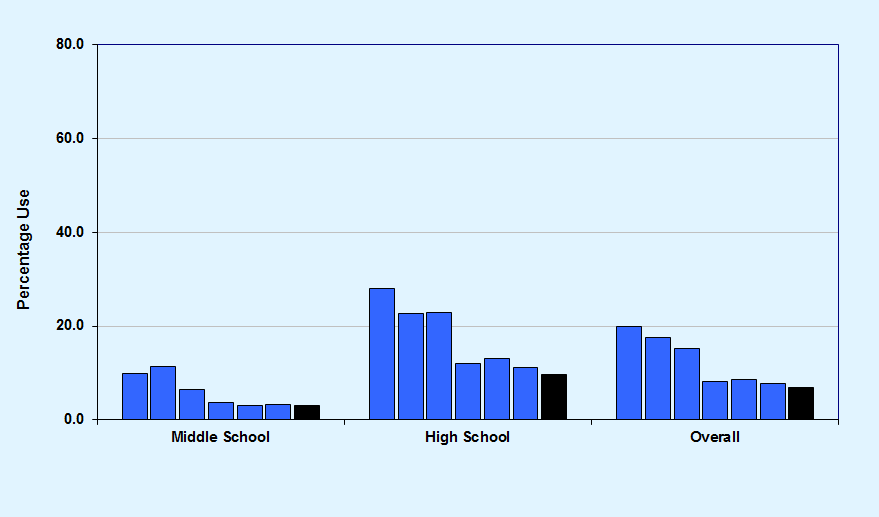 80.0
60.0
40.0
20.0
0.0
Percentage Use
Middle School
High School
Overall